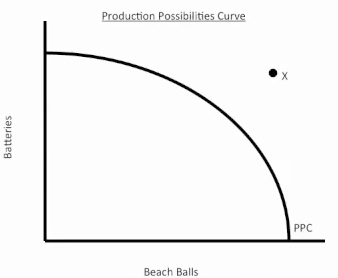 Production Possibilities Curve
X
Batteries
PPC
Beach Balls